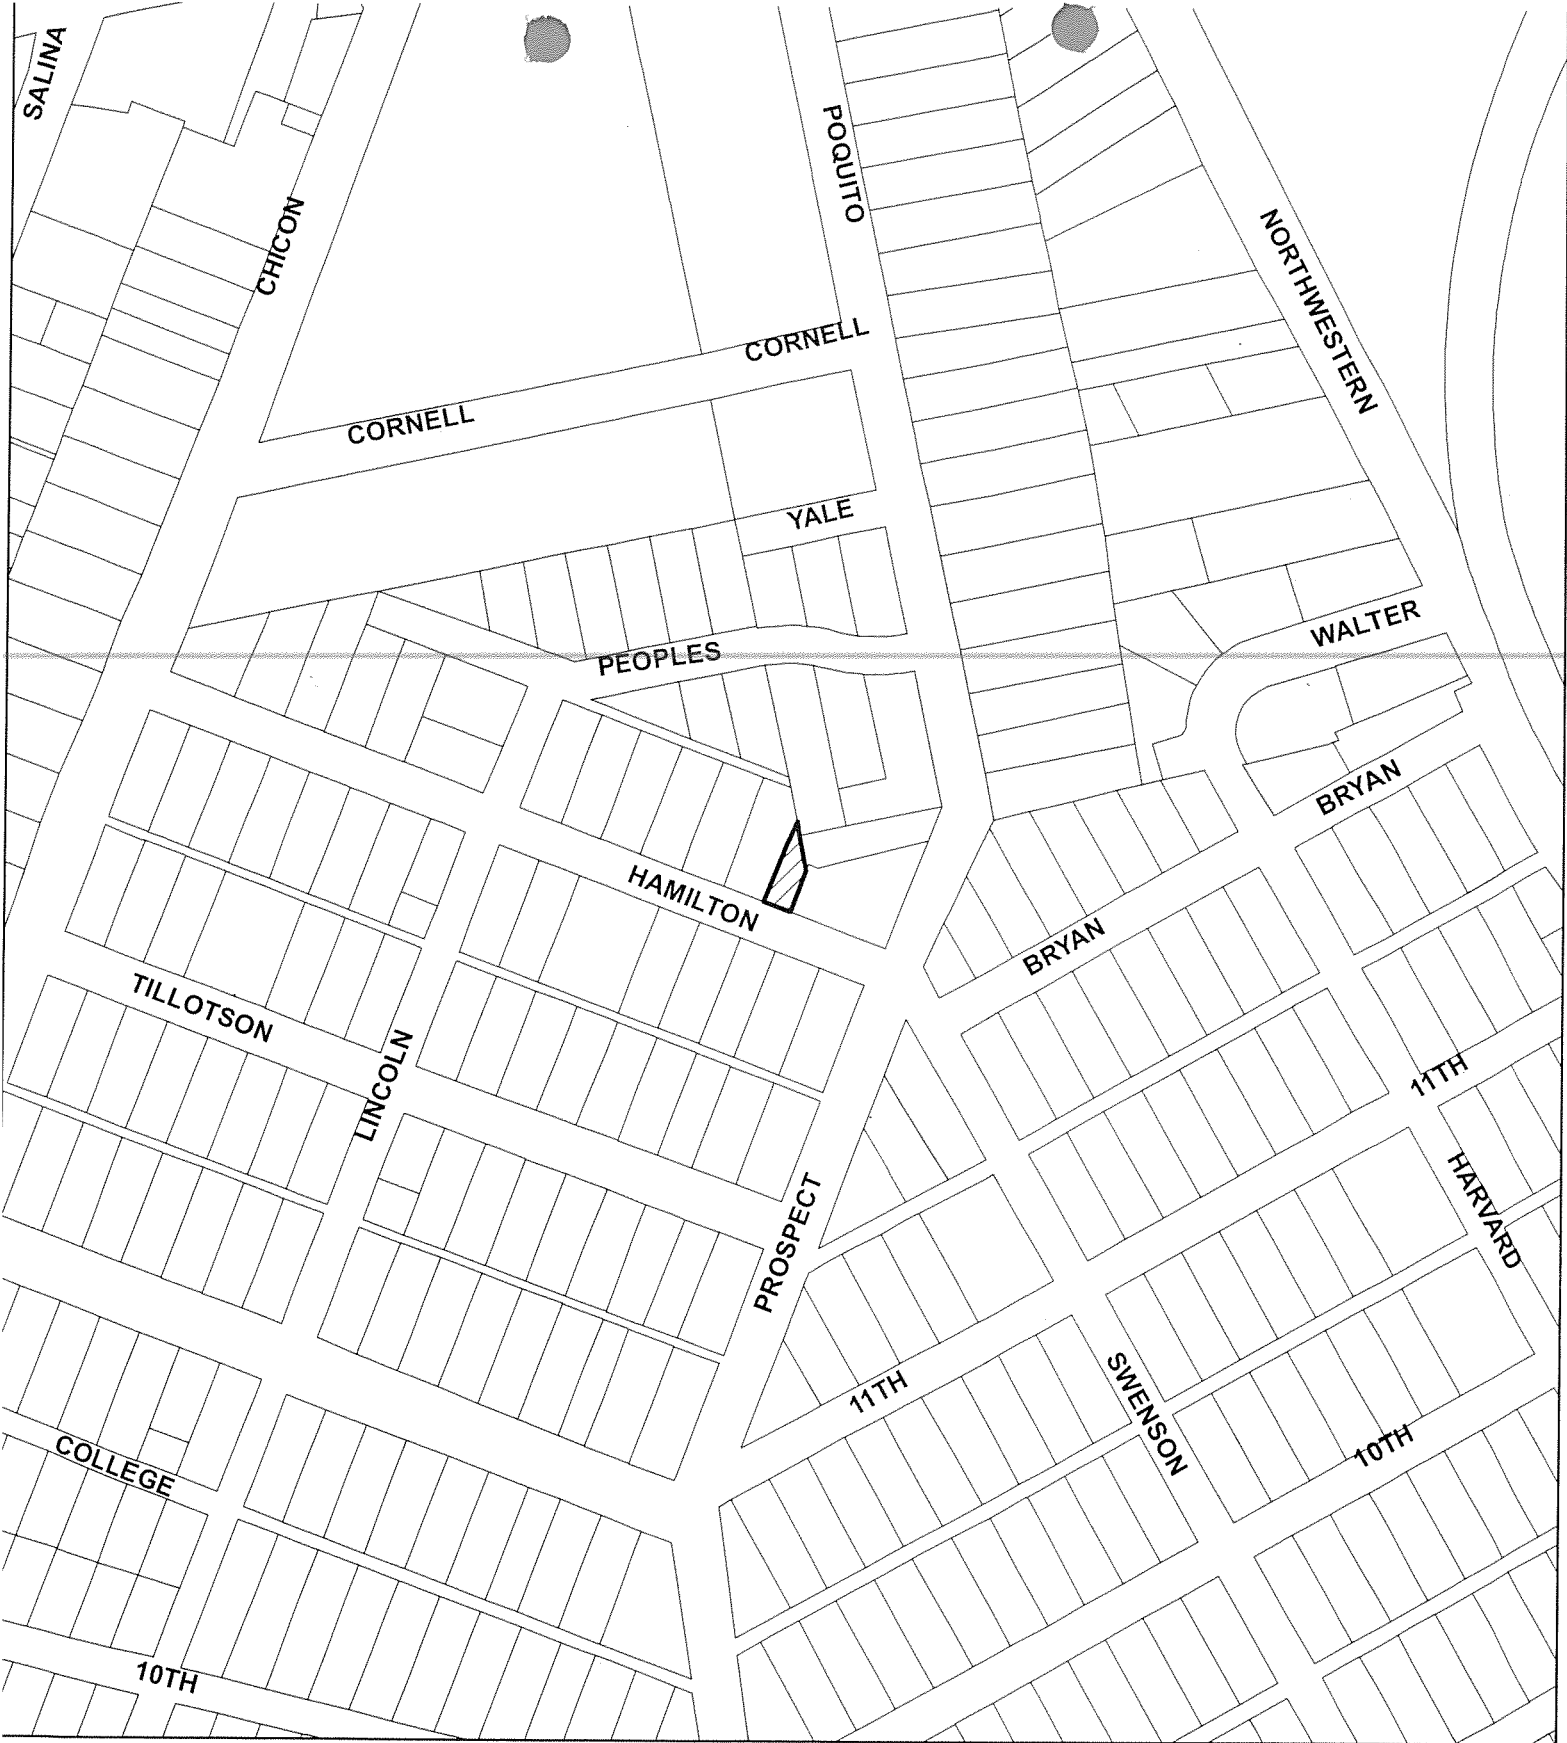 SALINA
POQUITO
CHICON
NORTHWESTERN
CORNELL
CORNELL
YALE
WALTER
PEOPLES
BRYAN
HAMILTON
BRYAN
TILLOTSON
LINCOLN
11TH
HARVARD
PROSPECT
11TH
SWENSON
10TH
COLLEGE
10TH